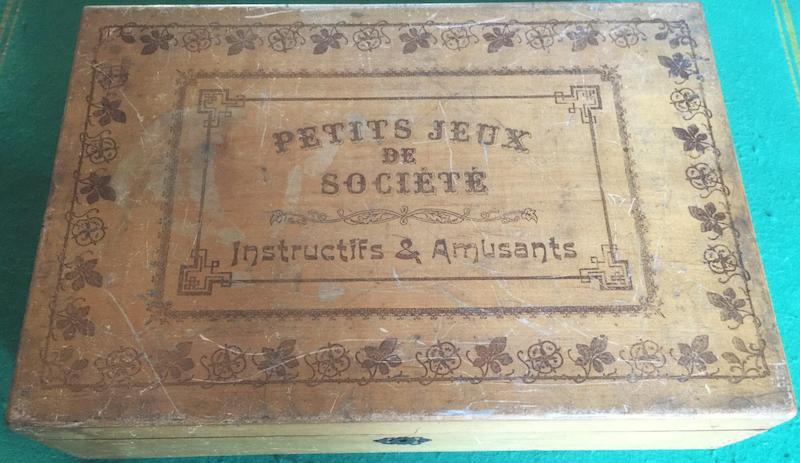 PETITS JEUX
DE
SOCIÉTÉ
Instructifs & Amusants